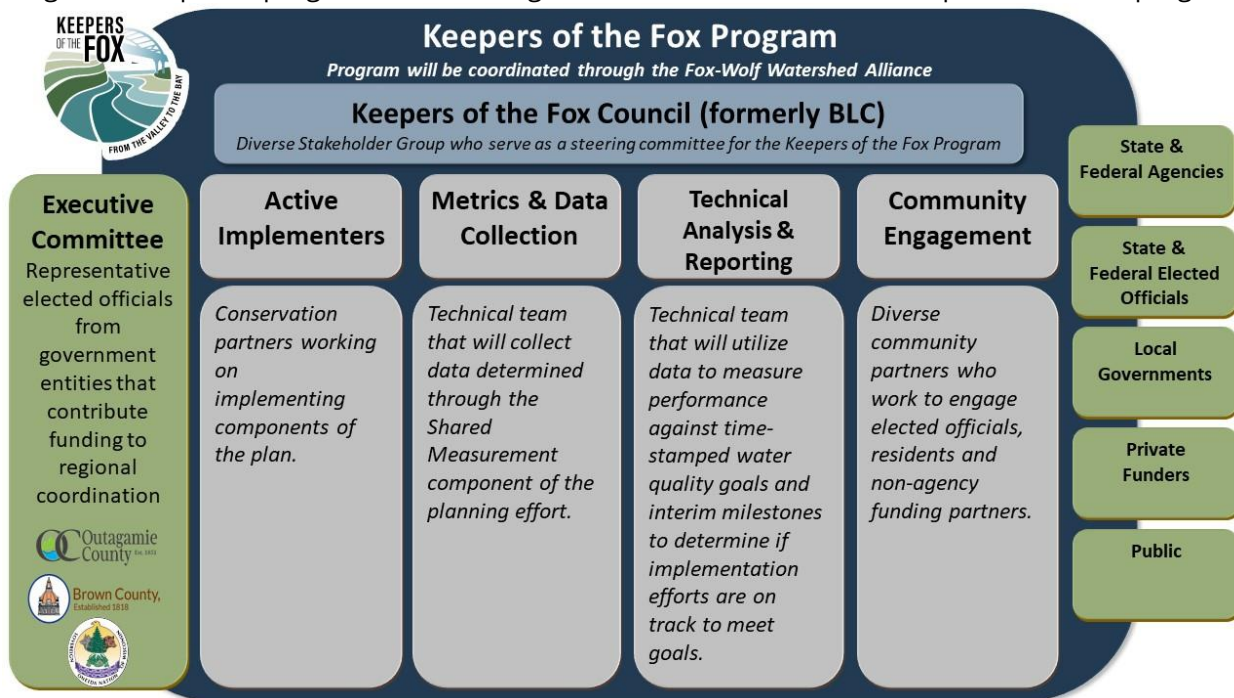 KEEPERS
OF THE FOX
FROM THE VALLEY TO THE BAY
Keepers of the Fox Program
Program will be coordinated through the Fox-Wolf Watershed Alliance
Keepers of the Fox Council (formerly BLC)
Diverse Stakeholder Group who serve as a steering committee for the Keepers of the Fox Program
Executive
Committee
Representative
elected officials
from
government
entities that
contribute
funding to
regional
coordination
Outagamie
County
Brown County,
Established 1818
ONEIDA NATION
Active
Implementers
Conservation
partners working
on
implementing
components of
the plan.
Metrics & Data
Collection
Technical team
that will collect
data determined
through the
Shared
Measurement
component of the
planning effort.
Technical
Analysis &
Reporting
Technical team
that will utilize
data to measure
performance
against time-
stamped water
quality goals and
interim milestones
to determine if
implementation
efforts are on
track to meet
goals.
Community
Engagement
Diverse
community
partners who
work to engage
elected officials,
residents and
non-agency
funding partners.
State &
Federal Agencies
State &
Federal Elected
Officials
Local
Governments
Private
Funders
Public